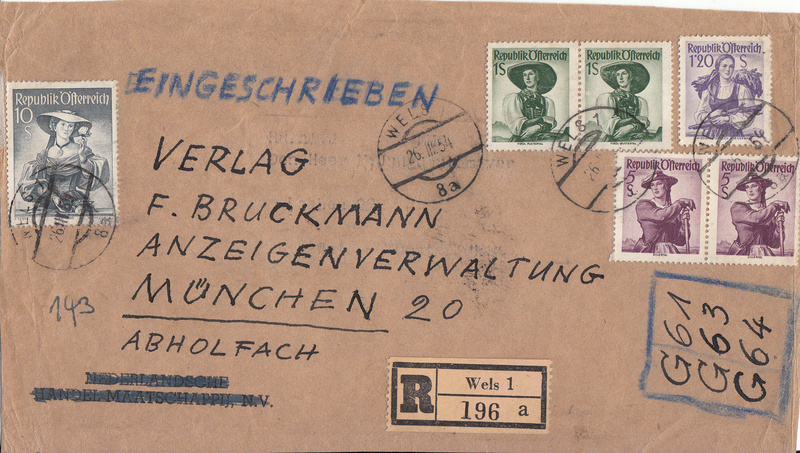 EINGESCHRIEBEN
Republik Österreich
10
S
Republik Österreich
1S
Republik Österreich
1S
Republik Österreich
1'20
S
Republik Österreich
5
S
Republik Österreich
5
S
WELS
26.III.54
8a
VERLAG
F. BRUCKMANN
ANZEIGENVERWALTUNG
MÜNCHEN 20
ABHOLFACH
143
NEDERLANDSCHE
HANDEL-MAATSCHAPPIJ, N.V.
R
Wels 1
196 a
G61
G63
G64